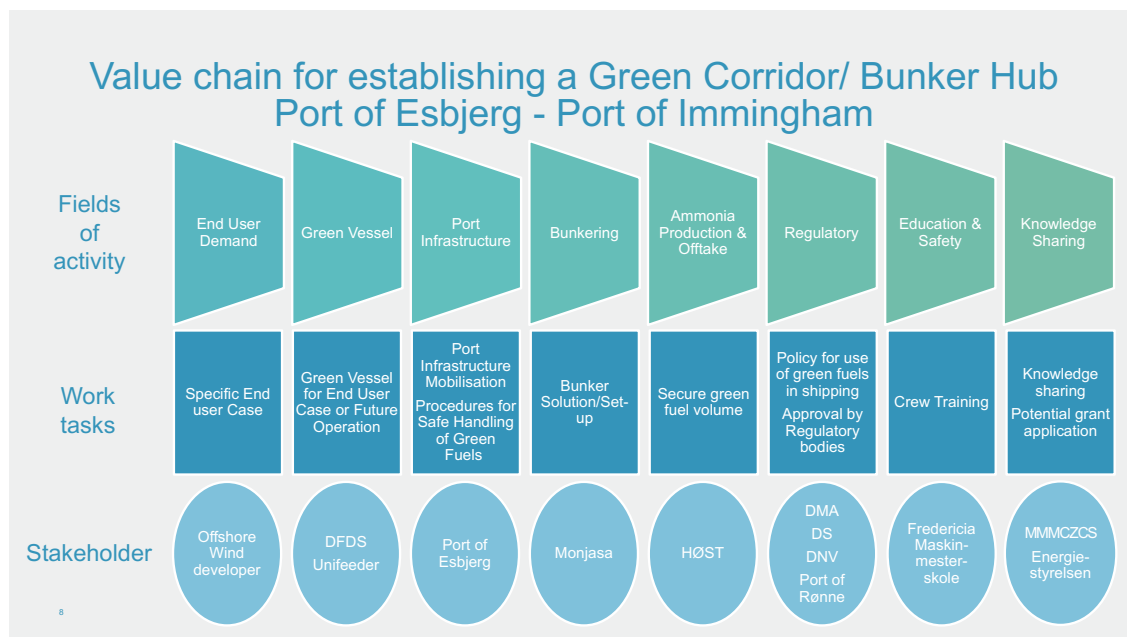 Value chain for establishing a Green Corridor/ Bunker Hub
Port of Esbjerg - Port of Immingham
Fields
of
activity
End User
Demand
Green Vessel
Port
Infrastructure
Bunkering
Ammonia
Production &
Offtake
Regulatory
Education &
Safety
Knowledge
Sharing
Work
tasks
Specific End
user Case
Green Vessel
for End User
Case or Future
Operation
Port
Infrastructure
Mobilisation
Procedures for
Safe Handling
of Green
Fuels
Bunker
Solution/Set-
up
Secure green
fuel volume
Policy for use
of green fuels
in shipping
Approval by
Regulatory
bodies
Crew Training
Knowledge
sharing
Potential grant
application
Stakeholder
Offshore
Wind
developer
DFDS
Unifeeder
Port of
Esbjerg
Monjasa
HØST
DMA
DS
DNV
Port of
Rønne
Fredericia
Maskin-
mester-
skole
MMMCZCS
Energie-
styrelsen
8